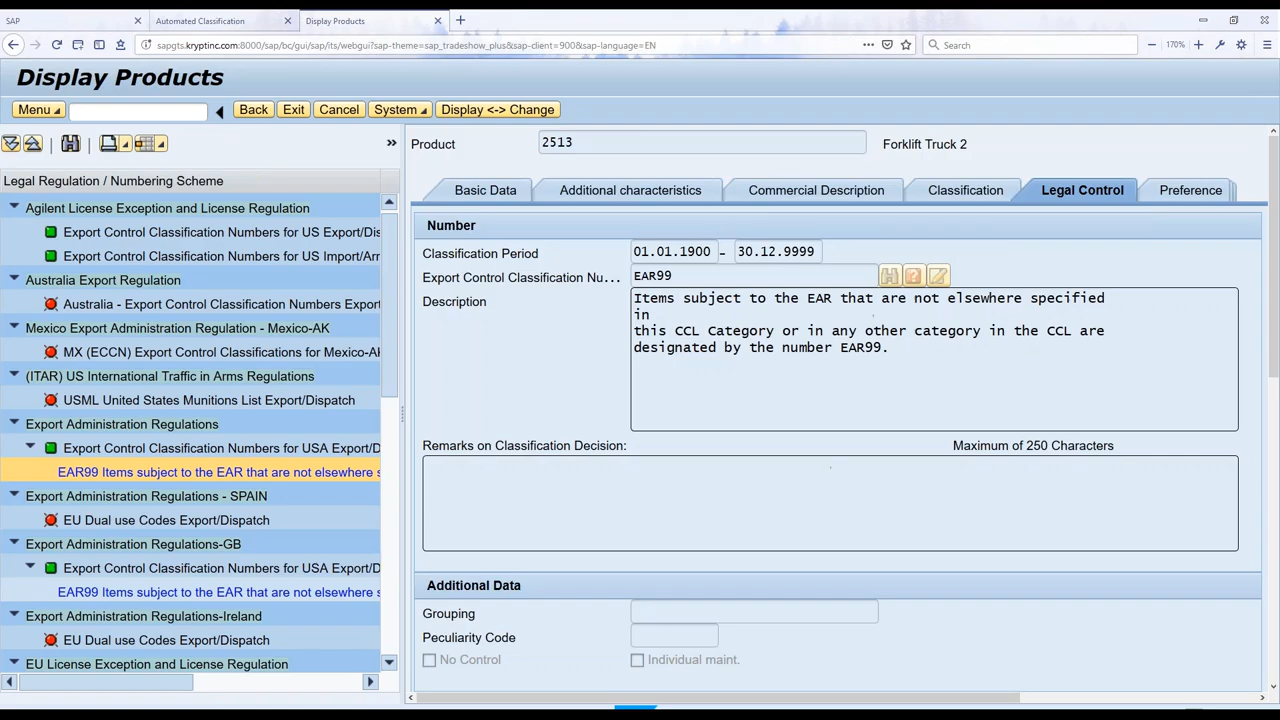 SAP
Automated Classification
Display Products
sapgts.kryptinc.com:8000/sap/bc/gui/sap/its/webgui?sap-theme=sap_tradeshow_plus&sap-client=900&sap-language=EN
Search
170%
Display Products
Menu
Back
Exit
Cancel
System
Display <-> Change
Product
2513
Forklift Truck 2
Legal Regulation / Numbering Scheme
Agilent License Exception and License Regulation
Export Control Classification Numbers for US Export/Dis
Export Control Classification Numbers for US Import/Arr
Australia Export Regulation
Australia - Export Control Classification Numbers Export
Mexico Export Administration Regulation - Mexico-AK
MX (ECCN) Export Control Classifications for Mexico-AK
(ITAR) US International Traffic in Arms Regulations
USML United States Munitions List Export/Dispatch
Export Administration Regulations
Export Control Classification Numbers for USA Export/D
EAR99 Items subject to the EAR that are not elsewhere s
Export Administration Regulations - SPAIN
EU Dual use Codes Export/Dispatch
Export Administration Regulations-GB
Export Control Classification Numbers for USA Export/D
EAR99 Items subject to the EAR that are not elsewhere s
Export Administration Regulations-Ireland
EU Dual use Codes Export/Dispatch
EU License Exception and License Regulation
Basic Data
Additional characteristics
Commercial Description
Classification
Legal Control
Preference
Number
Classification Period
01.01.1900 - 30.12.9999
Export Control Classification Nu...
EAR99
Description
Items subject to the EAR that are not elsewhere specified
in
this CCL Category or in any other category in the CCL are
designated by the number EAR99.
Remarks on Classification Decision:
Maximum of 250 Characters
Additional Data
Grouping
Peculiarity Code
No Control
Individual maint.